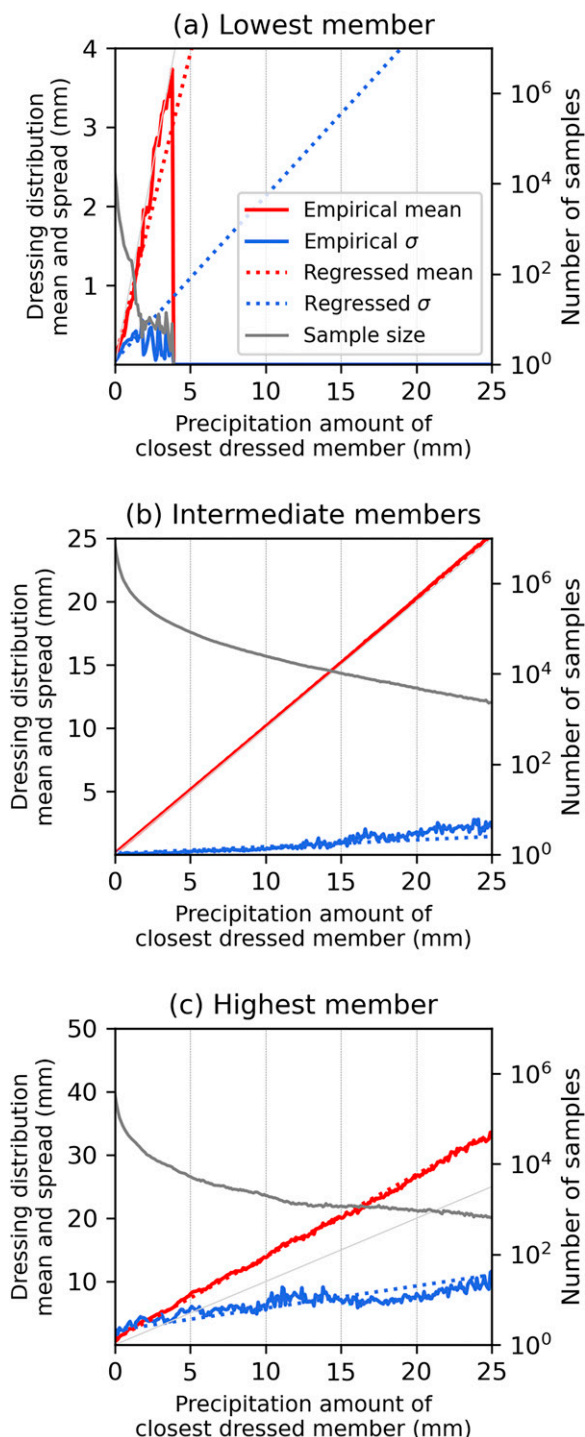 (a) Lowest member
4
3
2
1
Dressing distribution
mean and spread (mm)
10^6
10^4
10^2
10^0
Number of samples
Empirical mean
Empirical σ
Regressed mean
Regressed σ
Sample size
0 5 10 15 20 25
Precipitation amount of
closest dressed member (mm)
(b) Intermediate members
25
20
15
10
5
Dressing distribution
mean and spread (mm)
10^6
10^4
10^2
10^0
Number of samples
0 5 10 15 20 25
Precipitation amount of
closest dressed member (mm)
(c) Highest member
50
40
30
20
10
Dressing distribution
mean and spread (mm)
10^6
10^4
10^2
10^0
Number of samples
0 5 10 15 20 25
Precipitation amount of
closest dressed member (mm)